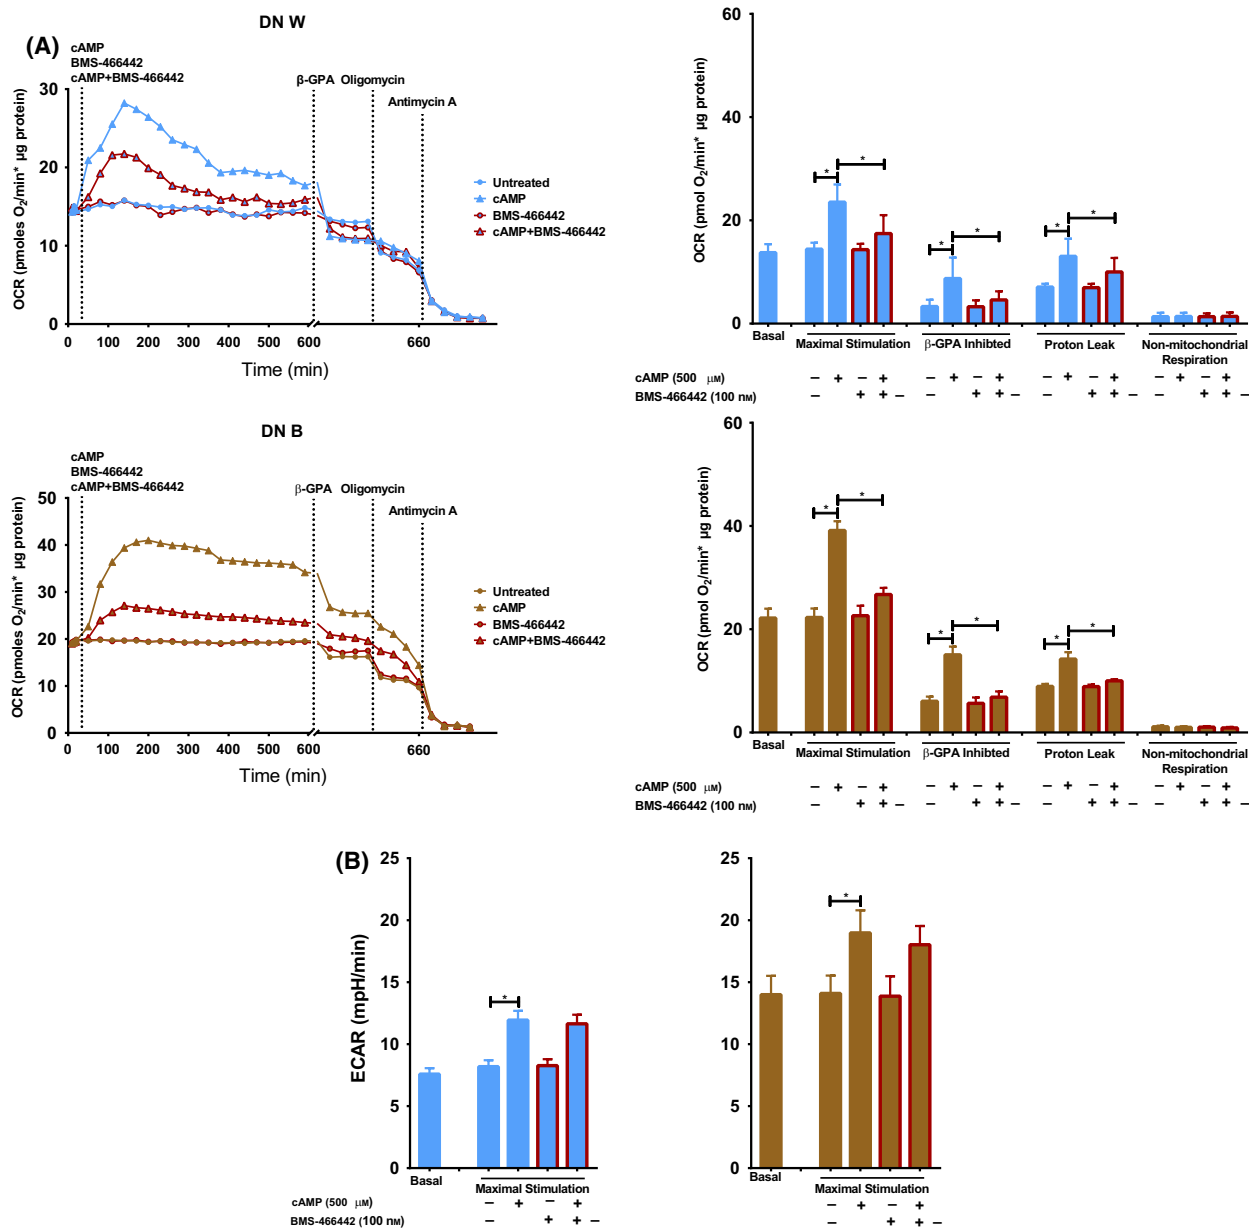 DN W
(A)
cAMP
BMS-466442
cAMP+BMS-466442
β-GPA Oligomycin
Antimycin A
OCR (pmoles O2/min* μg protein)
30
20
10
0
0 100 200 300 400 500 600 660
Time (min)
Untreated
cAMP
BMS-466442
cAMP+BMS-466442
OCR (pmol O2/min* μg protein)
60
40
20
0
* * * * * *
Basal Maximal Stimulation β-GPA Inhibted Proton Leak Non-mitochondrial
Respiration
cAMP (500 μM) – + – + – + – + – + – + – + – +
BMS-466442 (100 nM) – + + – – + + – – + + – – + + –
DN B
cAMP
BMS-466442
cAMP+BMS-466442
β-GPA Oligomycin
Antimycin A
OCR (pmoles O2/min* μg protein)
50
40
30
20
10
0
0 100 200 300 400 500 600 660
Time (min)
Untreated
cAMP
BMS-466442
cAMP+BMS-466442
OCR (pmol O2/min* μg protein)
60
40
20
0
* * * * * *
Basal Maximal Stimulation β-GPA Inhibted Proton Leak Non-mitochondrial
Respiration
cAMP (500 μM) – + – + – + – + – + – + – + – +
BMS-466442 (100 nM) – + + – – + + – – + + – – + + –
(B)
ECAR (mpH/min)
25
20
15
10
5
0
*
Basal Maximal Stimulation
cAMP (500 μM) – + – +
BMS-466442 (100 nM) – + + –
25
20
15
10
5
0
*
Basal Maximal Stimulation
– + – +
– + + –